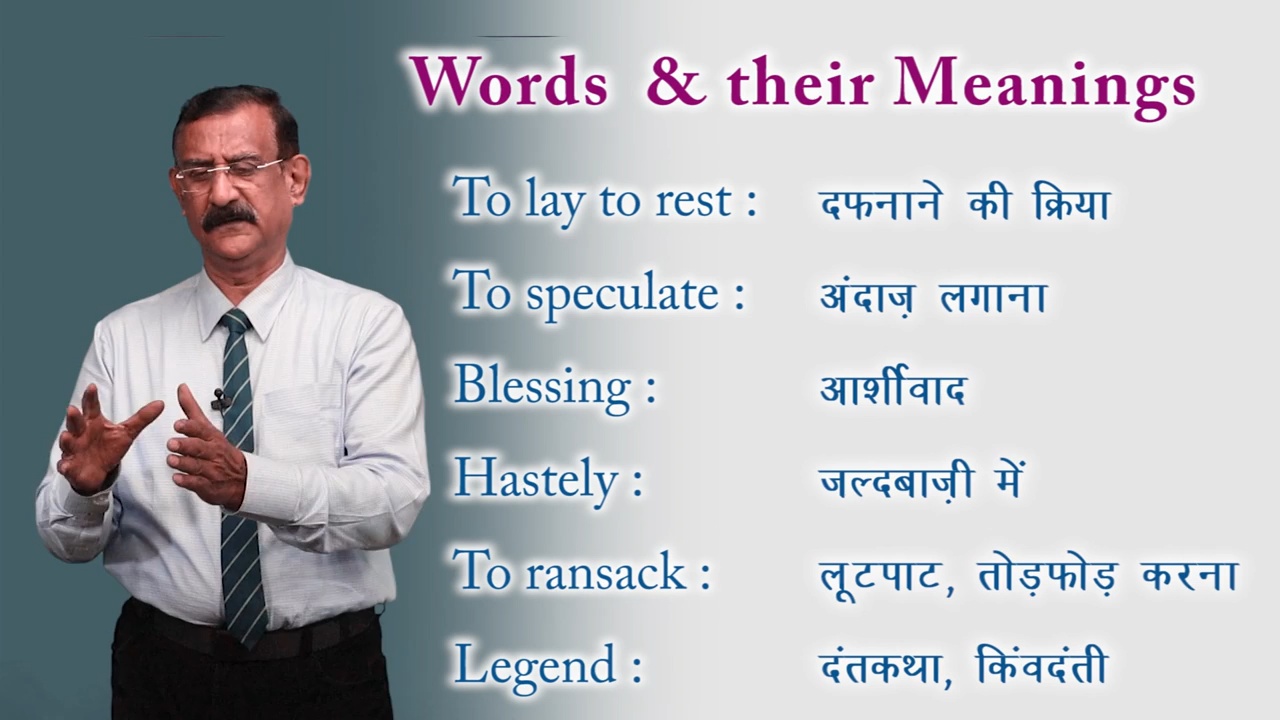 Words & their Meanings
To lay to rest : दफनाने की क्रिया
To speculate : अंदाज़ लगाना
Blessing : आर्शीवाद
Hastely : जल्दबाज़ी में
To ransack : लूटपाट, तोड़फोड़ करना
Legend : दंतकथा, किंवदंती